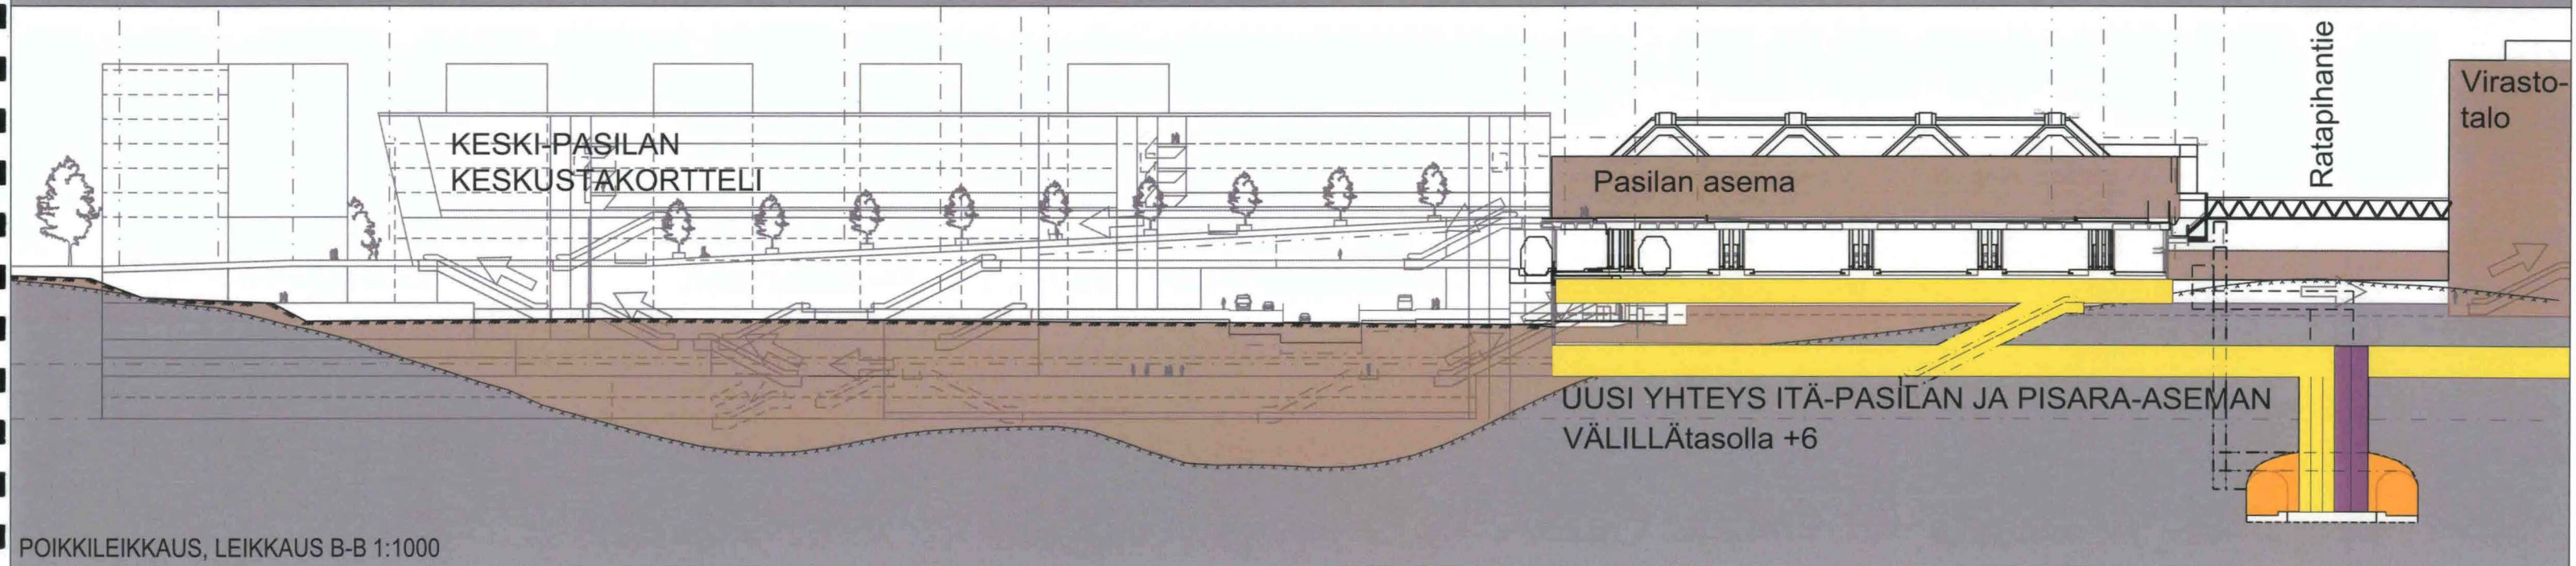 KESKI-PASILAN
KESKUSTAKORTTELI
Pasilan asema
Ratapihantie
Virasto-
talo
UUSI YHTEYS ITÄ-PASILAN JA PISARA-ASEMAN
VÄLILLÄtasolla +6
POIKKILEIKKAUS, LEIKKAUS B-B 1:1000